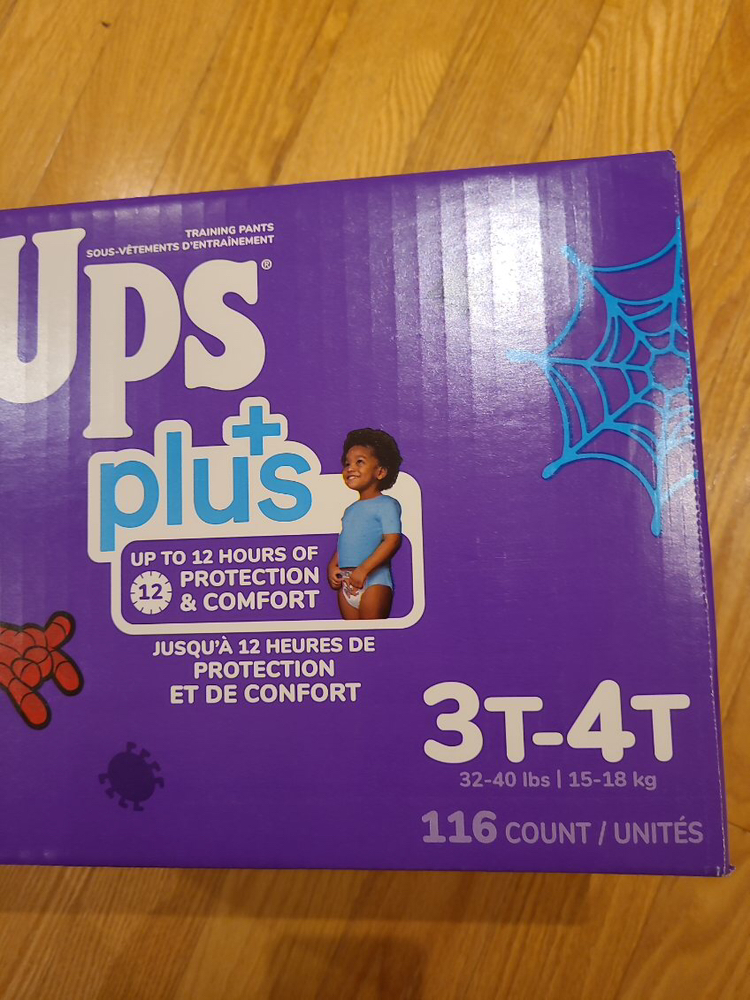 TRAINING PANTS
SOUS-VÊTEMENTS D'ENTRAÎNEMENT
Ups®
plus+
UP TO 12 HOURS OF
12 PROTECTION
& COMFORT
JUSQU'À 12 HEURES DE
PROTECTION
ET DE CONFORT
3T-4T
32-40 lbs | 15-18 kg
116 COUNT / UNITÉS